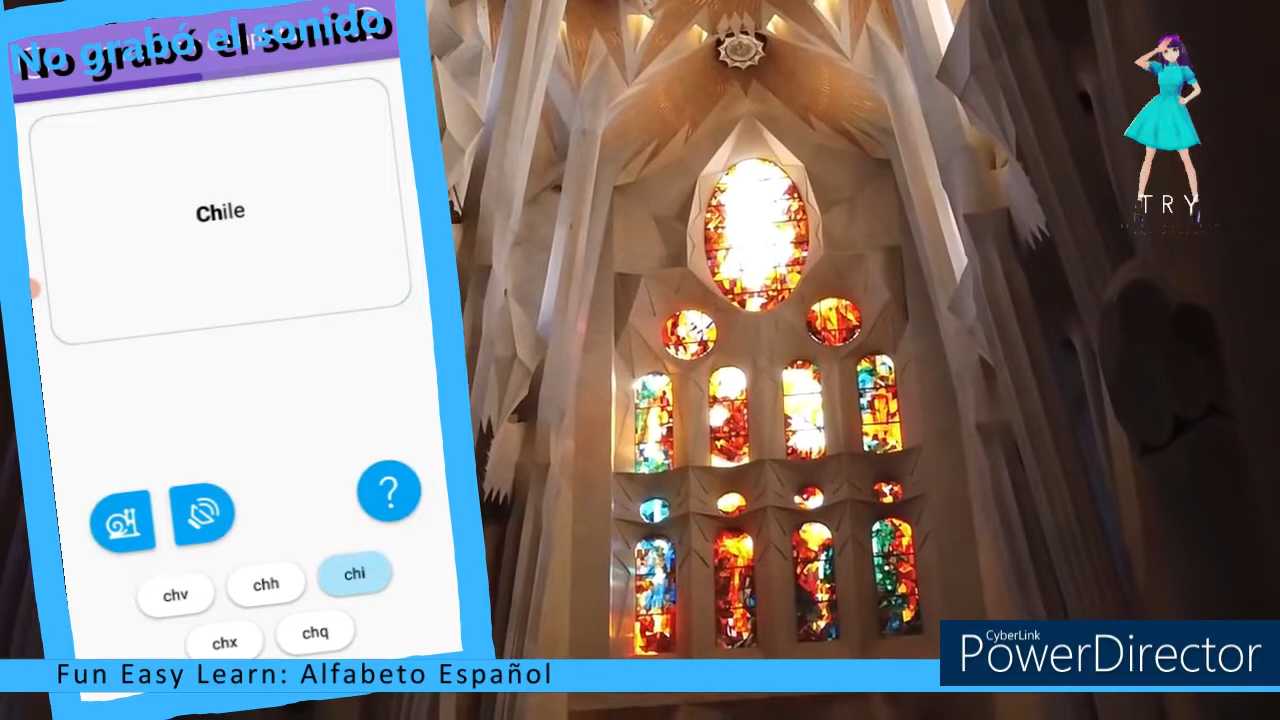 No grabó el sonido
Chile
?
chv
chh
chi
chx
chq
TRY
Fun Easy Learn: Alfabeto Español
CyberLink
PowerDirector